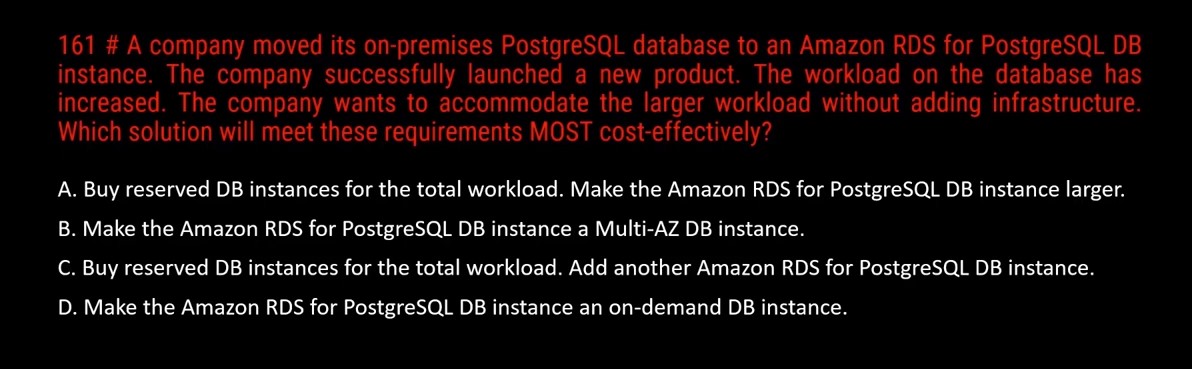 161 # A company moved its on-premises PostgreSQL database to an Amazon RDS for PostgreSQL DB
instance. The company successfully launched a new product. The workload on the database has
increased. The company wants to accommodate the larger workload without adding infrastructure.
Which solution will meet these requirements MOST cost-effectively?
A. Buy reserved DB instances for the total workload. Make the Amazon RDS for PostgreSQL DB instance larger.
B. Make the Amazon RDS for PostgreSQL DB instance a Multi-AZ DB instance.
C. Buy reserved DB instances for the total workload. Add another Amazon RDS for PostgreSQL DB instance.
D. Make the Amazon RDS for PostgreSQL DB instance an on-demand DB instance.